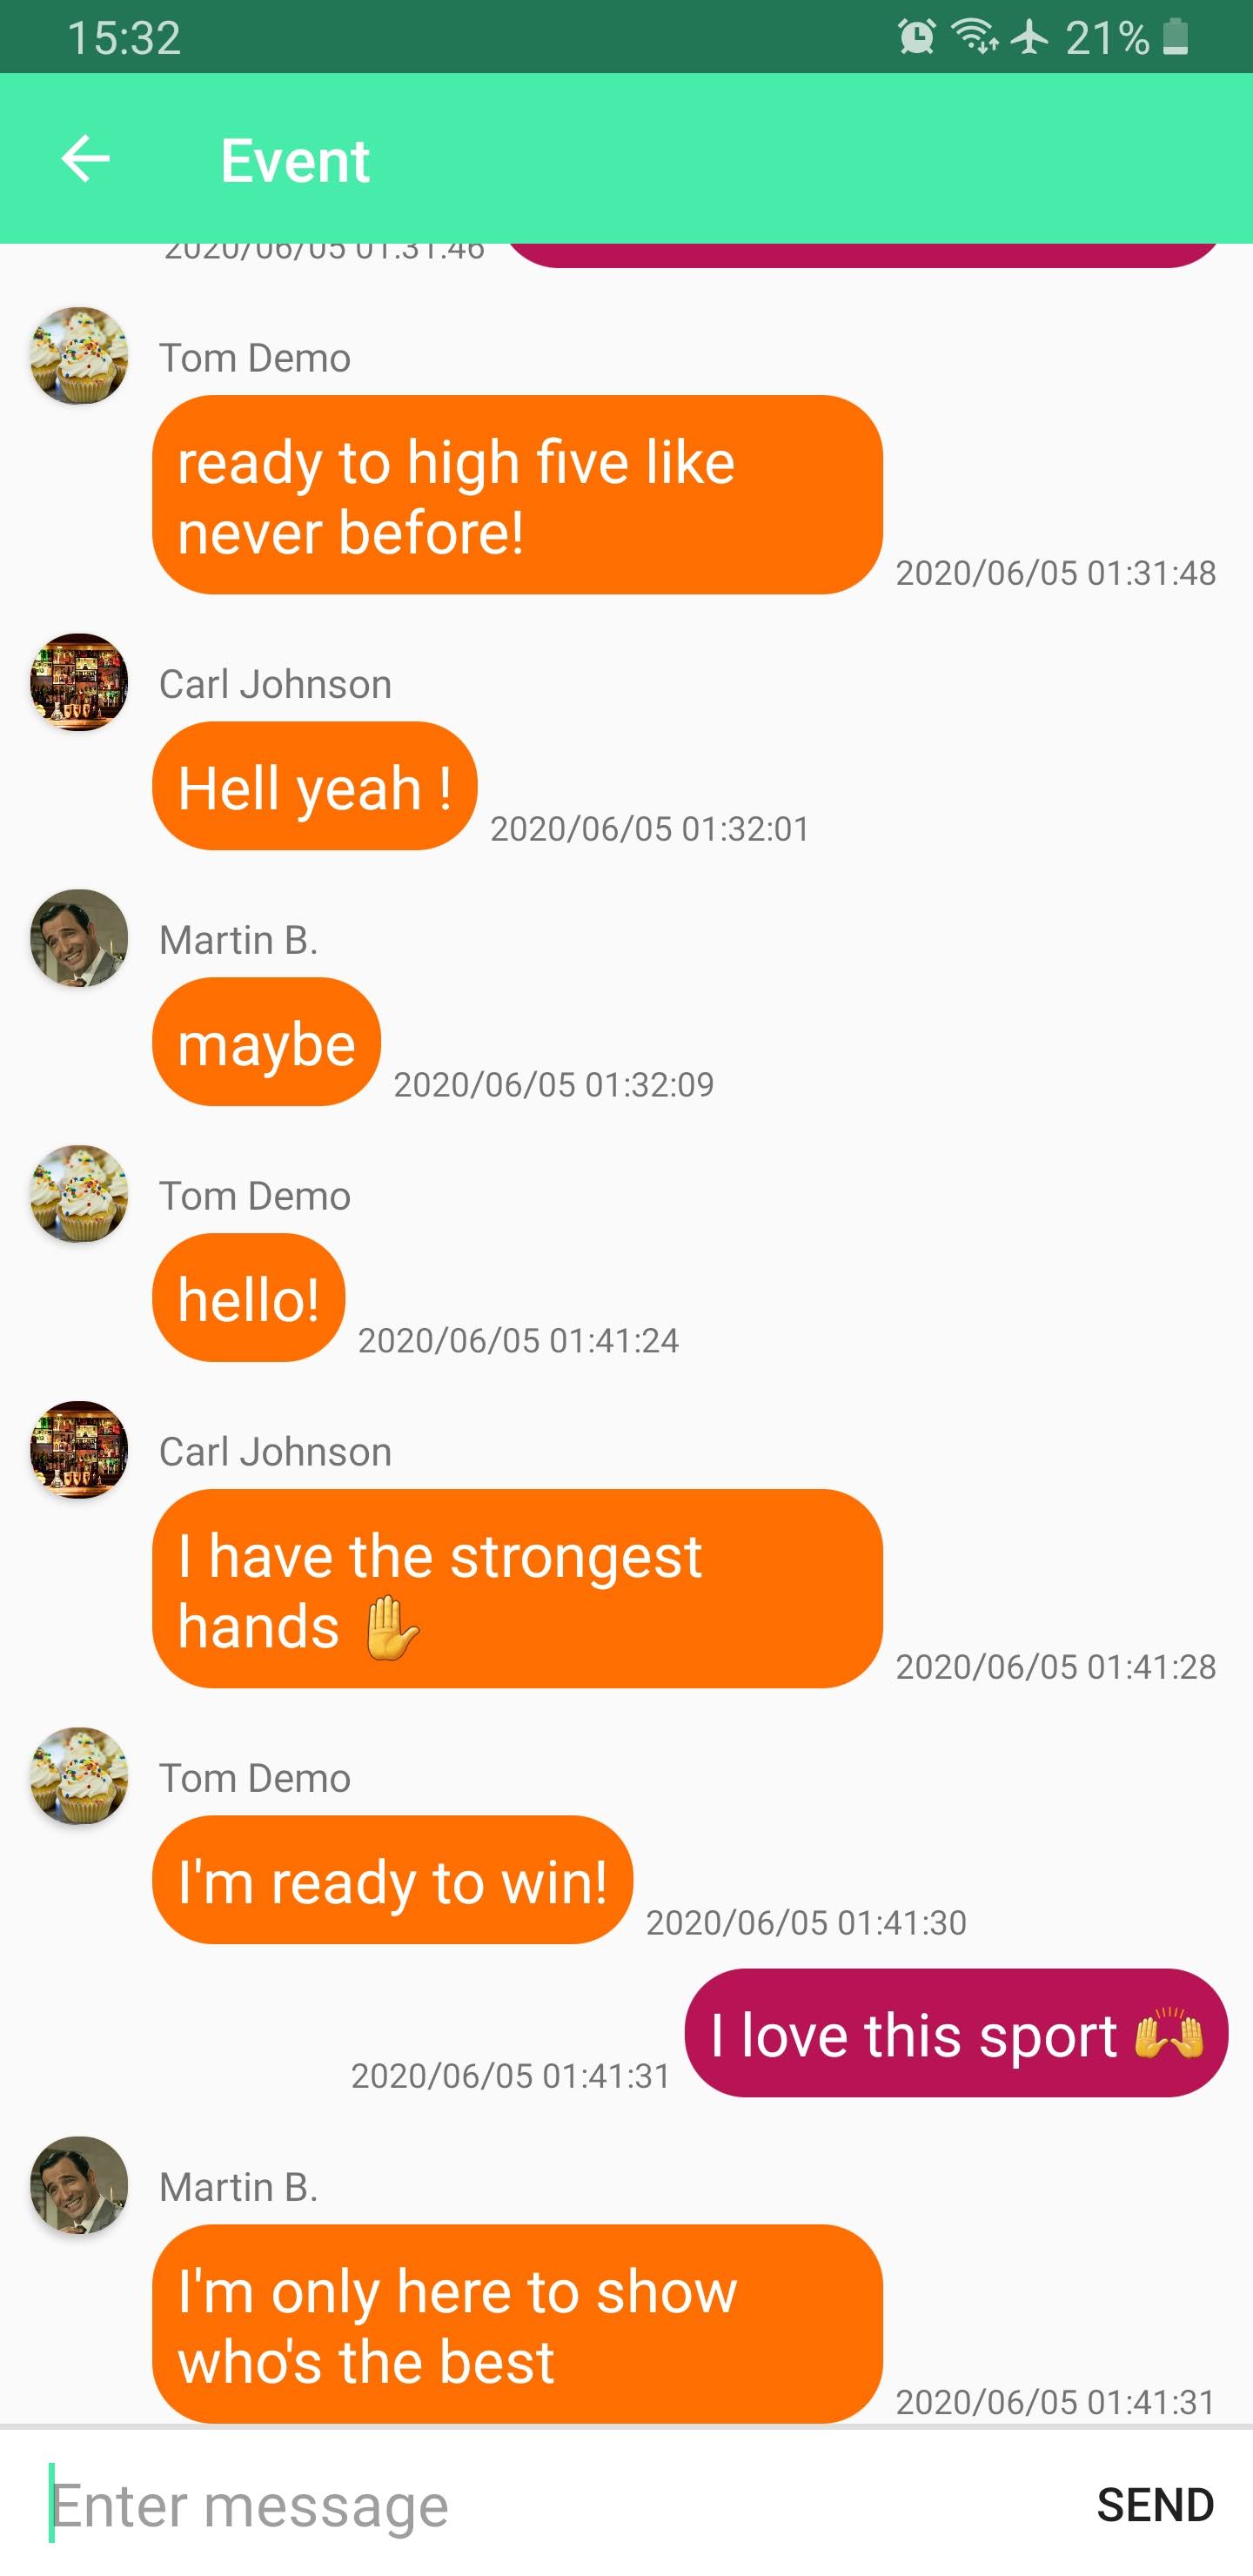 15:32
21%
Event
2020/06/05 01:31:46
Tom Demo
ready to high five like
never before!
2020/06/05 01:31:48
Carl Johnson
Hell yeah !
2020/06/05 01:32:01
Martin B.
maybe
2020/06/05 01:32:09
Tom Demo
hello!
2020/06/05 01:41:24
Carl Johnson
I have the strongest
hands ✋
2020/06/05 01:41:28
Tom Demo
I'm ready to win!
2020/06/05 01:41:30
I love this sport 🙌
2020/06/05 01:41:31
Martin B.
I'm only here to show
who's the best
2020/06/05 01:41:31
Enter message
SEND